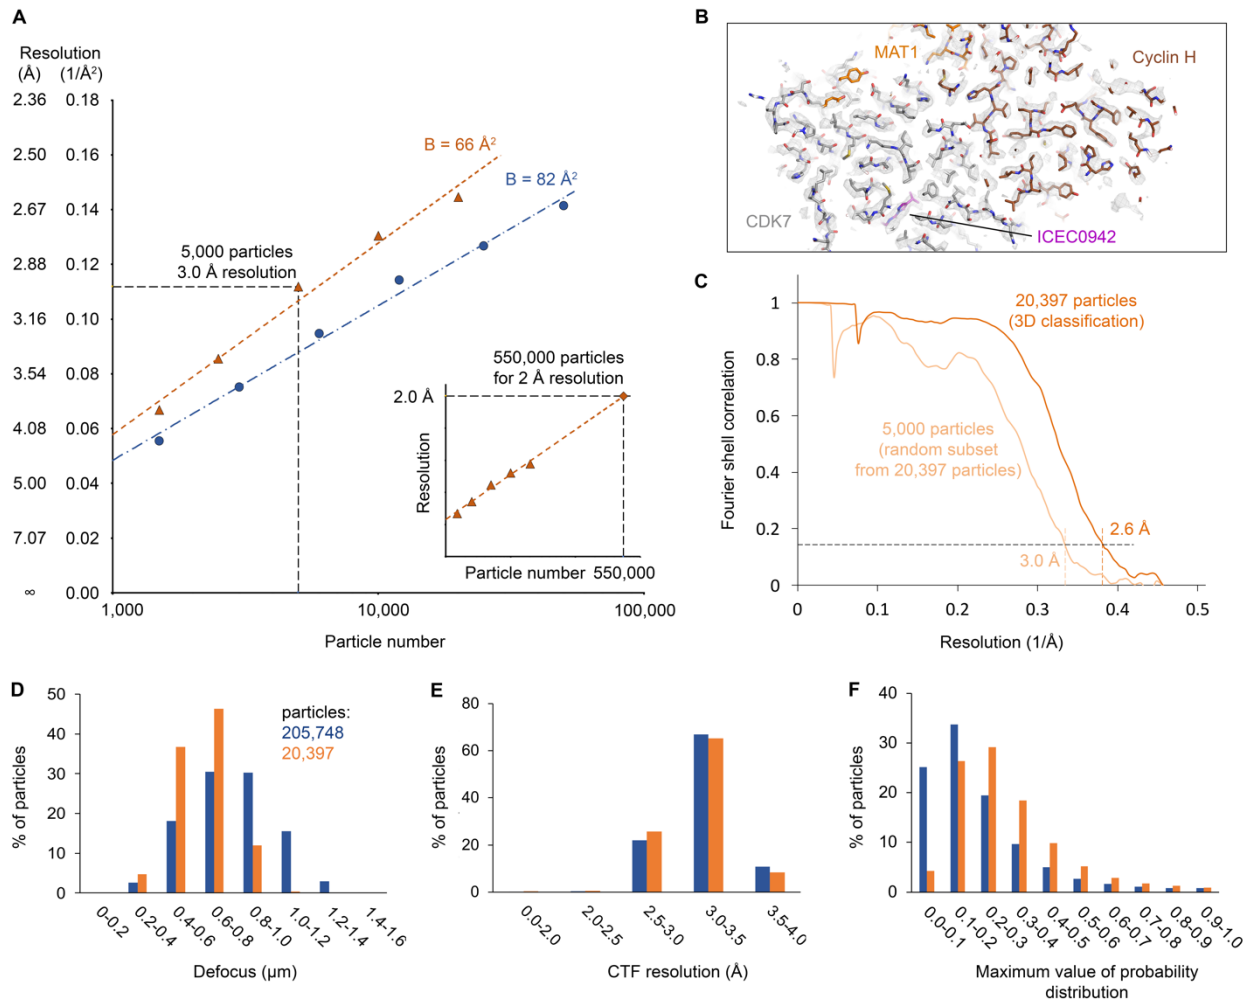 A
Resolution
(Å) (1/Å²)
2.36 0.18
2.50 0.16
2.67 0.14
2.88 0.12
3.16 0.10
3.54 0.08
4.08 0.06
5.00 0.04
7.07 0.02
∞ 0.00
B = 66 Å²
B = 82 Å²
5,000 particles
3.0 Å resolution
550,000 particles
for 2 Å resolution
2.0 Å
Resolution
Particle number 550,000
1,000 10,000 100,000
Particle number
B
MAT1
Cyclin H
CDK7
ICEC0942
C
Fourier shell correlation
1
0.8
0.6
0.4
0.2
0
20,397 particles
(3D classification)
5,000 particles
(random subset
from 20,397 particles)
2.6 Å
3.0 Å
0 0.1 0.2 0.3 0.4 0.5
Resolution (1/Å)
D
% of particles
50
40
30
20
10
0
particles:
205,748
20,397
0-0.2 0.2-0.4 0.4-0.6 0.6-0.8 0.8-1.0 1.0-1.2 1.2-1.4 1.4-1.6
Defocus (µm)
E
% of particles
80
60
40
20
0
0.0-2.0 2.0-2.5 2.5-3.0 3.0-3.5 3.5-4.0
CTF resolution (Å)
F
% of particles
40
30
20
10
0
0.0-0.1 0.1-0.2 0.2-0.3 0.3-0.4 0.4-0.5 0.5-0.6 0.6-0.7 0.7-0.8 0.8-0.9 0.9-1.0
Maximum value of probability
distribution